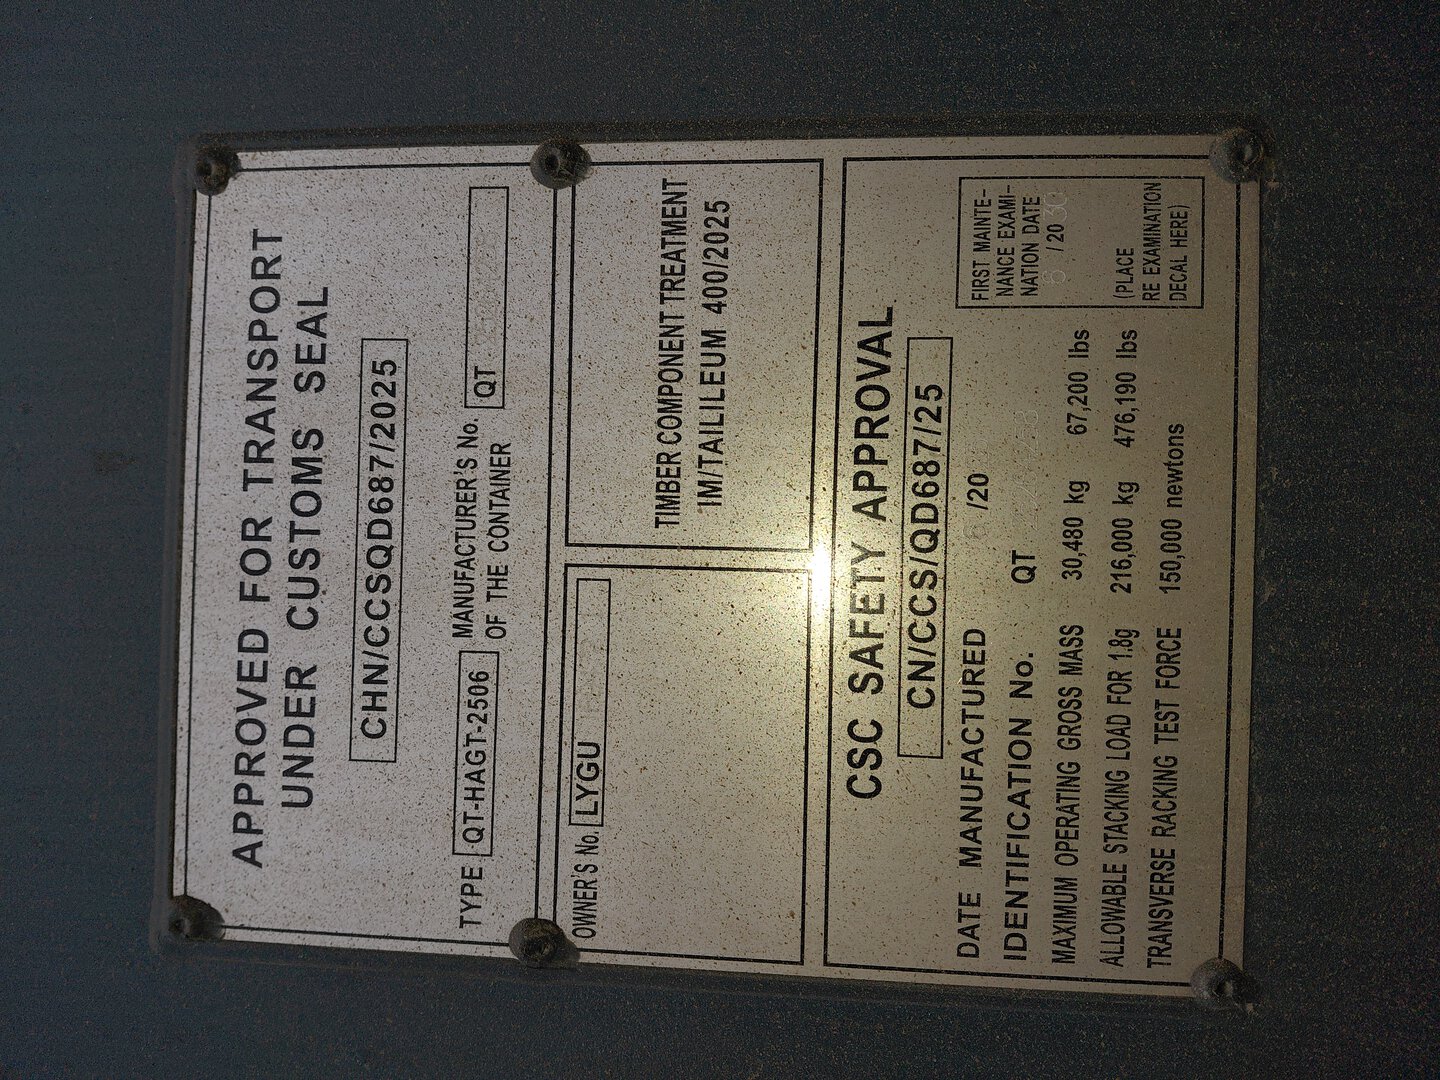 APPROVED FOR TRANSPORT
UNDER CUSTOMS SEAL
CHN/CCSQD687/2025
TYPE QT-HAGT-2506 MANUFACTURER'S No. QT
OF THE CONTAINER
OWNER'S No. LYGU
TIMBER COMPONENT TREATMENT
IM/TAILILEUM 400/2025
CSC SAFETY APPROVAL
CN/CCS/QD687/25
DATE MANUFACTURED /20
IDENTIFICATION No. QT
MAXIMUM OPERATING GROSS MASS 30,480 kg 67,200 lbs
ALLOWABLE STACKING LOAD FOR 1.8g 216,000 kg 476,190 lbs
TRANSVERSE RACKING TEST FORCE 150,000 newtons
FIRST MAINTE-
NANCE EXAMI-
NATION DATE
6 / 20 30
(PLACE
RE EXAMINATION
DECAL HERE)